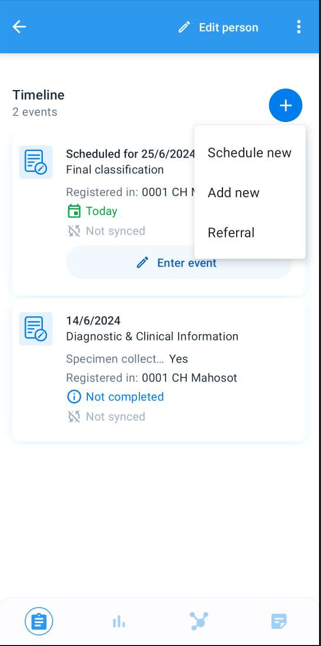 Edit person
Timeline
2 events
Schedule new
Add new
Referral
Scheduled for 25/6/2024
Final classification
Registered in: 0001 CH
Today
Not synced
Enter event
14/6/2024
Diagnostic & Clinical Information
Specimen collect... Yes
Registered in: 0001 CH Mahosot
Not completed
Not synced